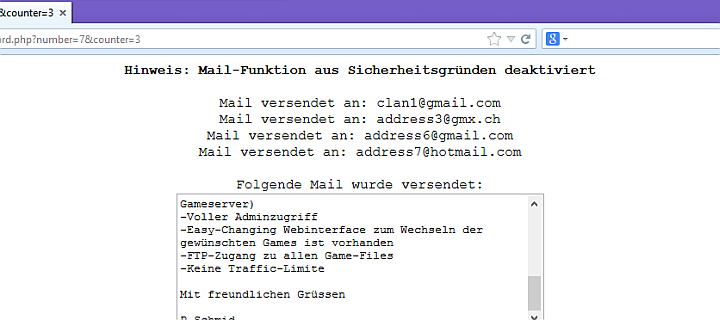 &counter=3 ×
rd.php?number=7&counter=3
8
Hinweis: Mail-Funktion aus Sicherheitsgründen deaktiviert
Mail versendet an: clan1@gmail.com
Mail versendet an: address3@gmx.ch
Mail versendet an: address6@gmail.com
Mail versendet an: address7@hotmail.com
Folgende Mail wurde versendet:
Gameserver)
-Voller Adminzugriff
-Easy-Changing Webinterface zum Wechseln der
gewünschten Games ist vorhanden
-FTP-Zugang zu allen Game-Files
-Keine Traffic-Limite
Mit freundlichen Grüssen